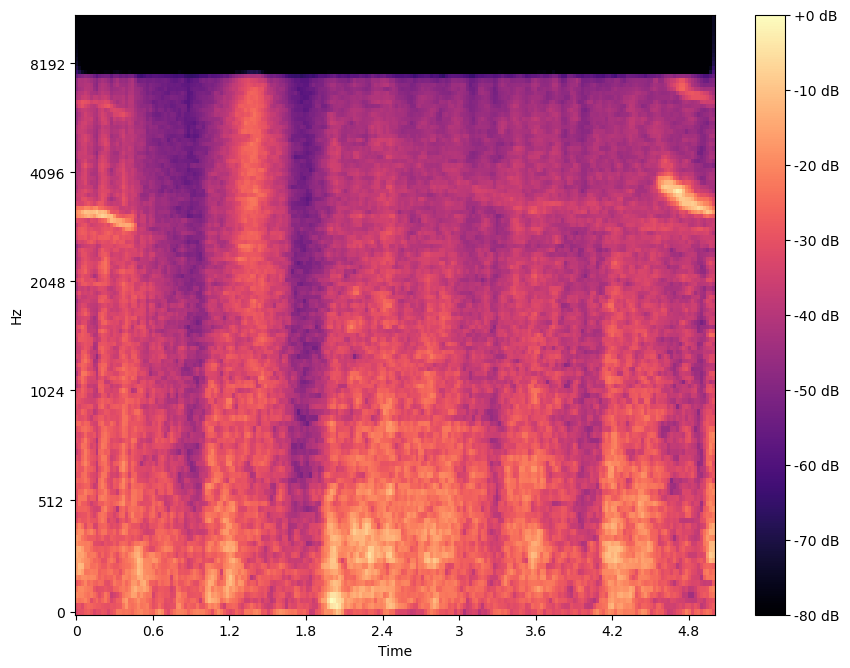 +0 dB
8192
-10 dB
4096
-20 dB
-30 dB
2048
-40 dB
Hz
1024
-50 dB
-60 dB
512
-70 dB
0
-80 dB
0 0.6 1.2 1.8 2.4 3 3.6 4.2 4.8
Time